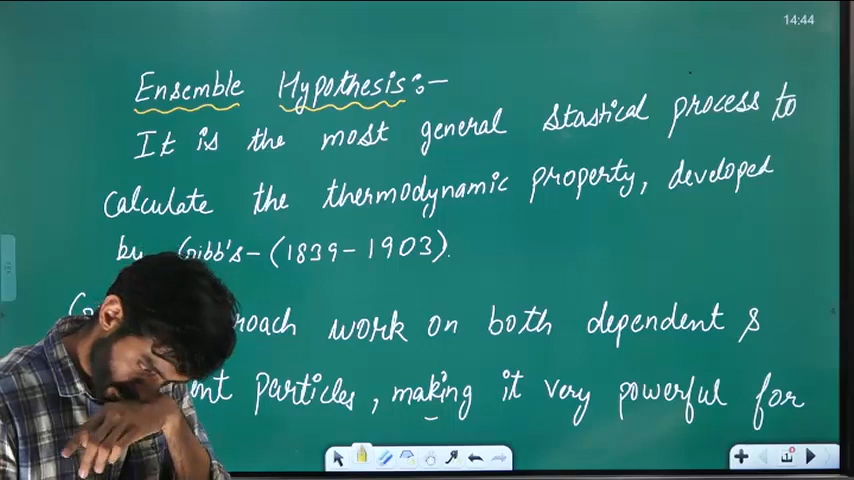 14:44
Ensemble Hypothesis:-
It is the most general stastical process to
calculate the thermodynamic property, developed
by Gibb's-(1839-1903).
work on both dependent &
particles, making it very powerful for